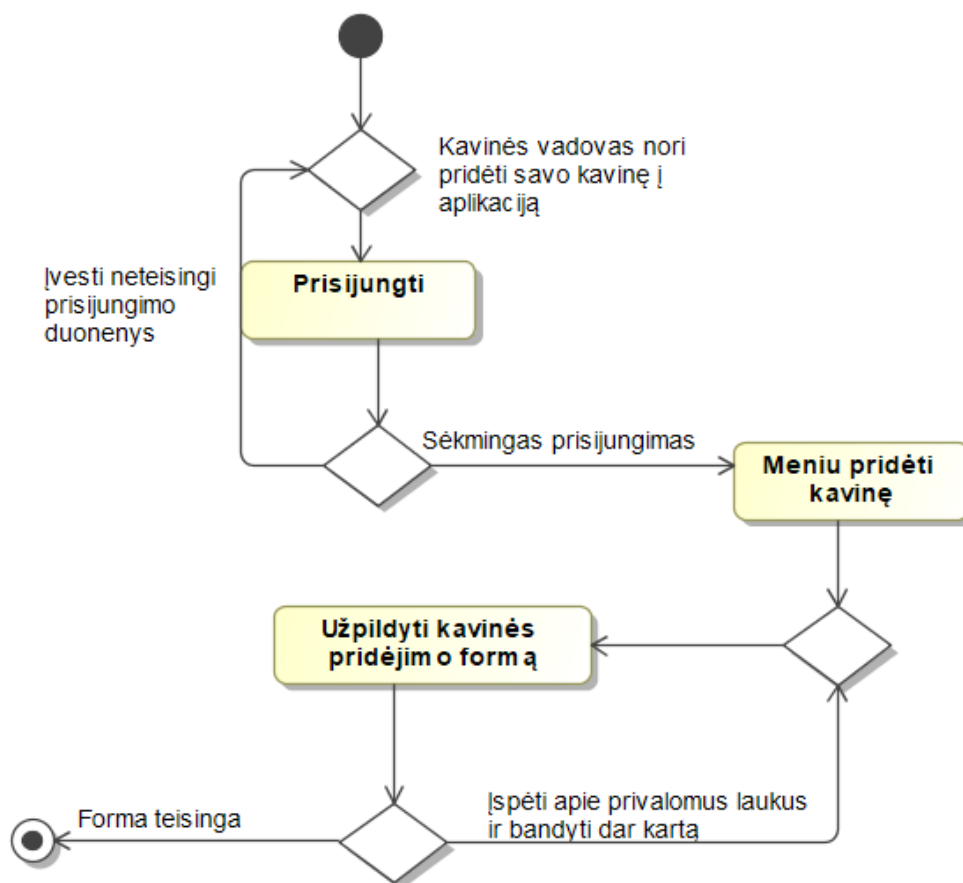 Kavinės vadovas nori
pridėti savo kavinę į
aplikaciją
Įvesti neteisingi
prisijungimo
duonenys
Prisijungti
Sėkmingas prisijungimas
Meniu pridėti
kavinę
Užpildyti kavinės
pridėjimo formą
Įspėti apie privalomus laukus
ir bandyti dar kartą
Forma teisinga